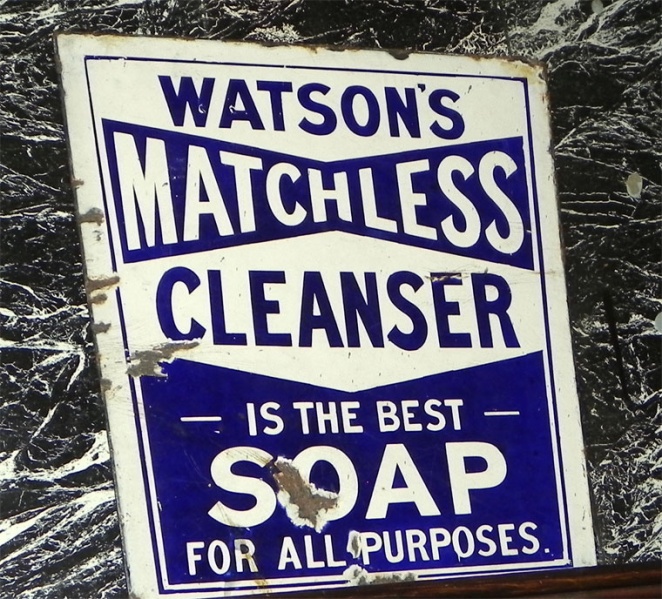 WATSON'S
MATCHLESS
CLEANSER
— IS THE BEST —
SOAP
FOR ALL PURPOSES.